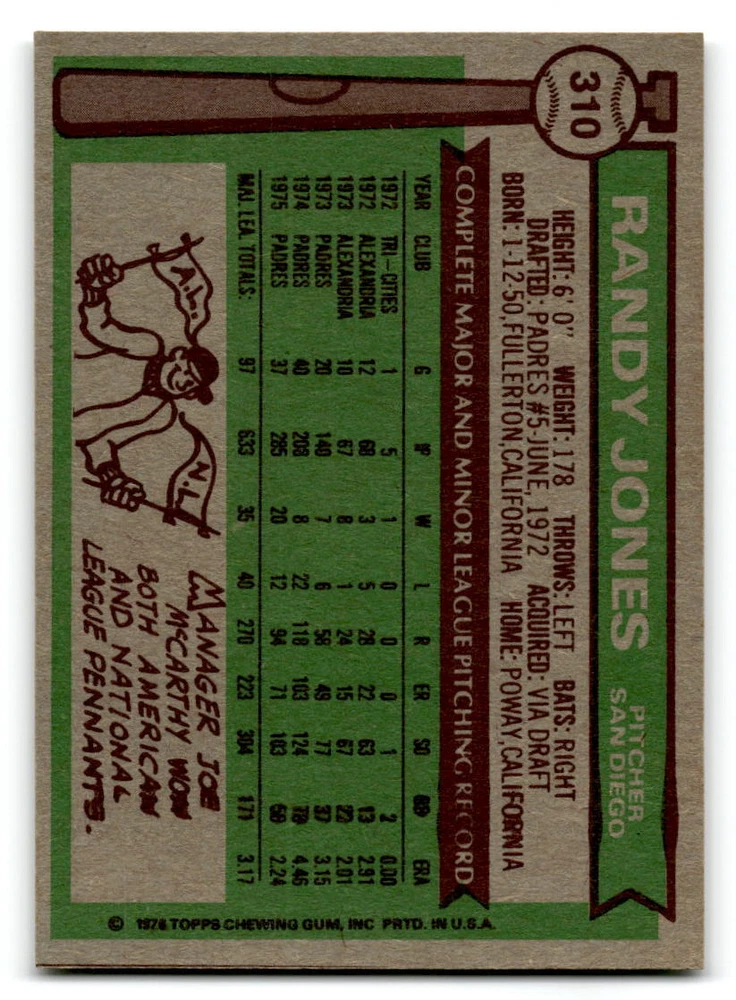 310
RANDY JONES
PITCHER
SAN DIEGO
HEIGHT: 6' 0" WEIGHT: 178 THROWS: LEFT BATS: RIGHT
DRAFTED: PADRES #5-JUNE, 1972 ACQUIRED: VIA DRAFT
BORN: 1-12-50, FULLERTON, CALIFORNIA HOME: POWAY, CALIFORNIA
COMPLETE MAJOR AND MINOR LEAGUE PITCHING RECORD
YEAR CLUB G IP W L R ER SO BB ERA
1972 TRI-CITIES 1 5 1 0 0 0 1 2 0.00
1972 ALEXANDRIA 12 68 3 5 28 22 63 13 2.91
1973 ALEXANDRIA 10 67 8 1 24 15 67 22 2.01
1973 PADRES 20 140 7 6 58 49 77 37 3.15
1974 PADRES 40 208 8 22 118 103 124 78 4.46
1975 PADRES 37 285 20 12 94 71 103 56 2.24
MAJ. LEA. TOTALS: 97 633 35 40 270 223 304 171 3.17
A.L.
N.L.
MANAGER JOE
MCCARTHY WON
BOTH AMERICAN
AND NATIONAL
LEAGUE PENNANTS.
© 1976 TOPPS CHEWING GUM, INC PRTD. IN U.S.A.